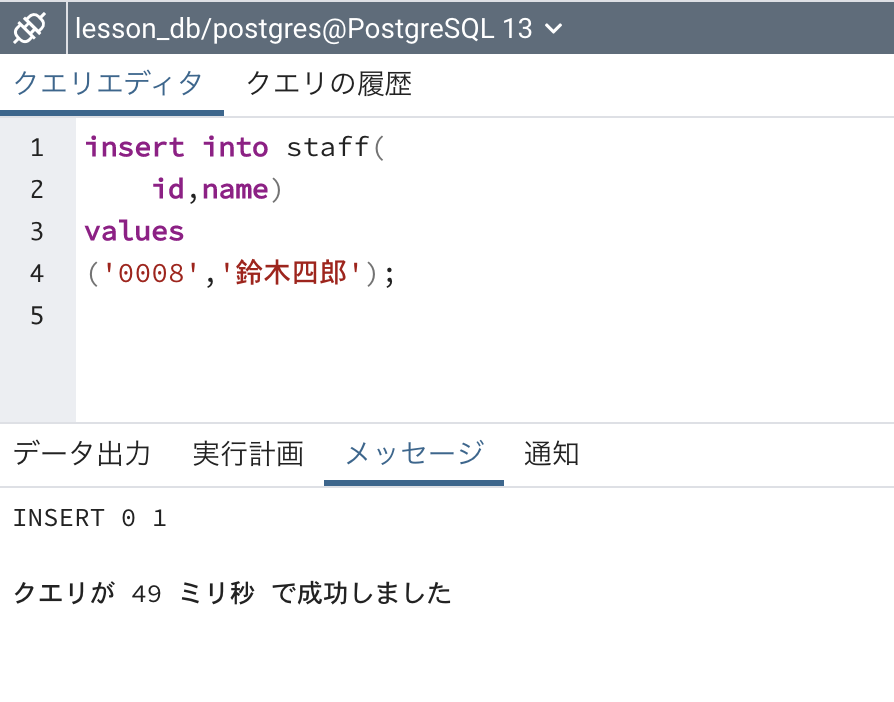 lesson_db/postgres@PostgreSQL 13
クエリエディタ クエリの履歴
1 insert into staff(
2 id,name)
3 values
4 ('0008','鈴木四郎');
5
データ出力 実行計画 メッセージ 通知
INSERT 0 1
クエリが 49 ミリ秒 で成功しました